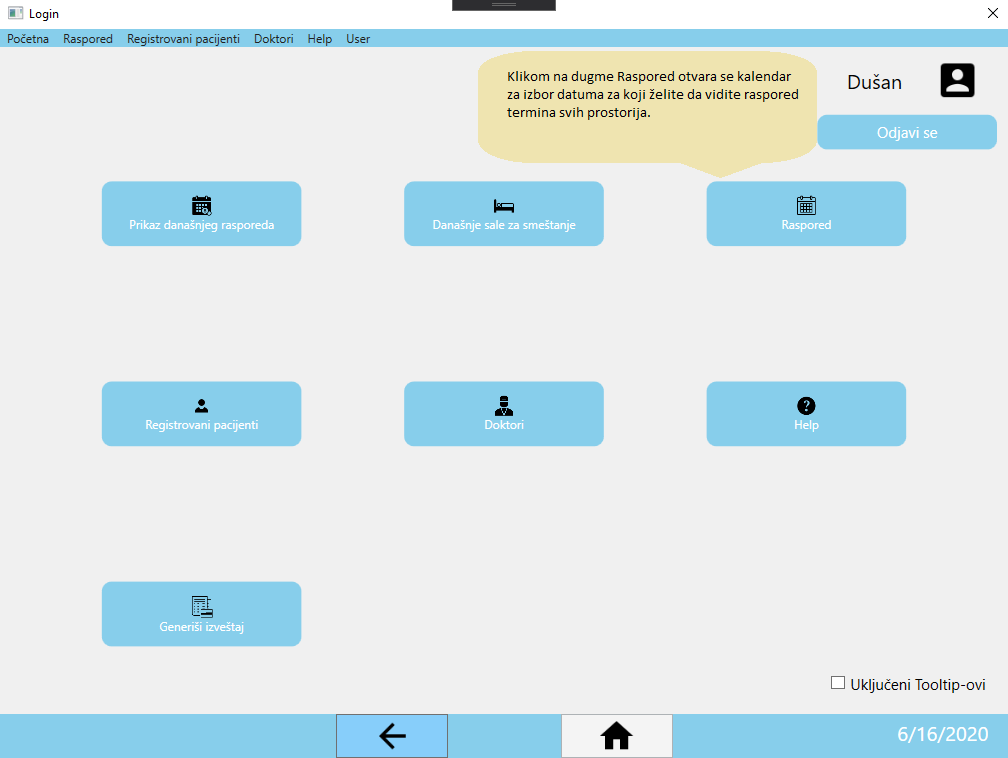 Login
Početna Raspored Registrovani pacijenti Doktori Help User
Klikom na dugme Raspored otvara se kalendar
za izbor datuma za koji želite da vidite raspored
termina svih prostorija.
Dušan
Odjavi se
Prikaz današnjeg rasporeda
Današnje sale za smeštanje
Raspored
Registrovani pacijenti
Doktori
Help
Generiši izveštaj
Uključeni Tooltip-ovi
6/16/2020